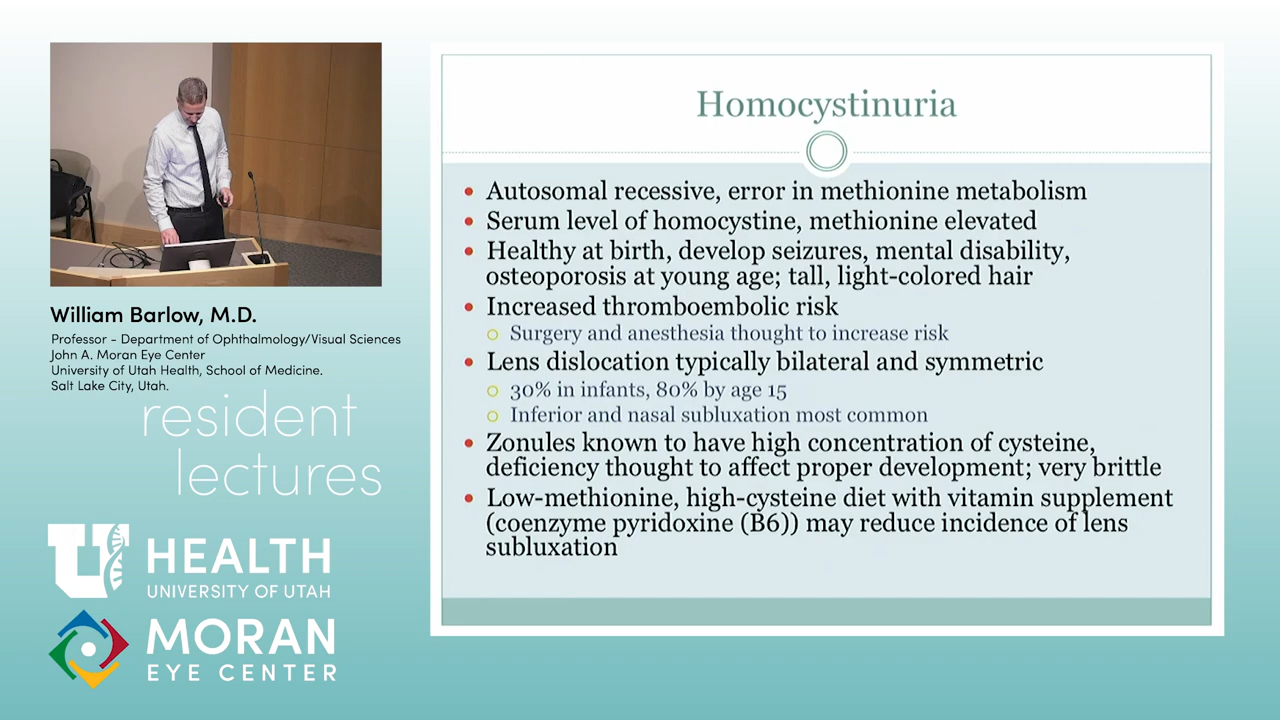 William Barlow, M.D.
Professor - Department of Ophthalmology/Visual Sciences
John A. Moran Eye Center
University of Utah Health, School of Medicine.
Salt Lake City, Utah.
resident
lectures
U HEALTH
UNIVERSITY OF UTAH
MORAN
EYE CENTER
Homocystinuria
Autosomal recessive, error in methionine metabolism
Serum level of homocystine, methionine elevated
Healthy at birth, develop seizures, mental disability,
osteoporosis at young age; tall, light-colored hair
Increased thromboembolic risk
Surgery and anesthesia thought to increase risk
Lens dislocation typically bilateral and symmetric
30% in infants, 80% by age 15
Inferior and nasal subluxation most common
Zonules known to have high concentration of cysteine,
deficiency thought to affect proper development; very brittle
Low-methionine, high-cysteine diet with vitamin supplement
(coenzyme pyridoxine (B6)) may reduce incidence of lens
subluxation